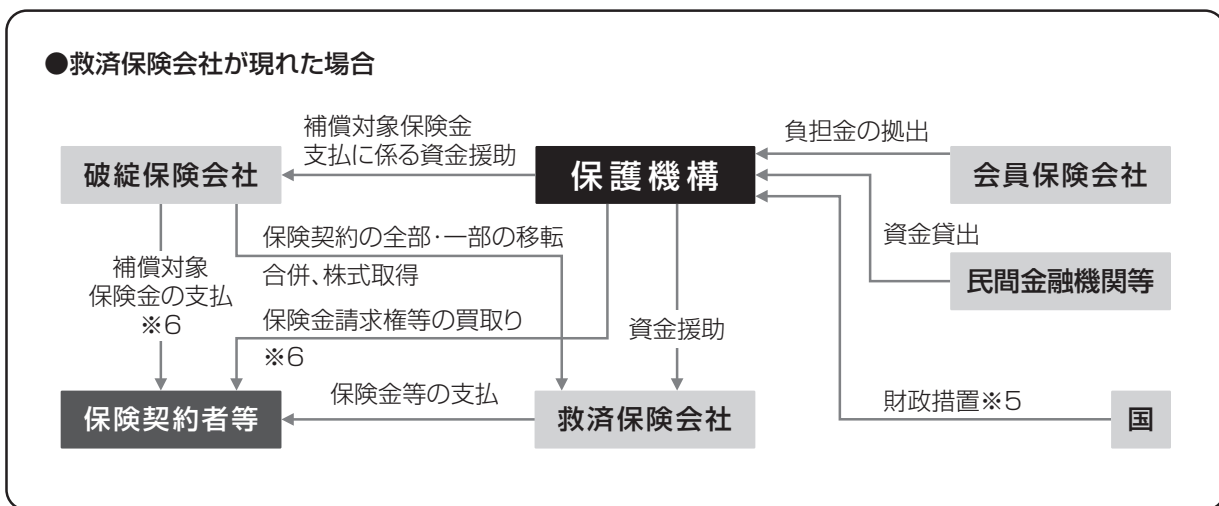 ●救済保険会社が現れた場合
補償対象保険金
支払に係る資金援助
負担金の拠出
破綻保険会社
保護機構
会員保険会社
保険契約の全部・一部の移転
合併、株式取得
資金貸出
補償対象
保険金の支払
※6
民間金融機関等
保険金請求権等の買取り
※6
資金援助
保険金等の支払
財政措置※5
保険契約者等
救済保険会社
国